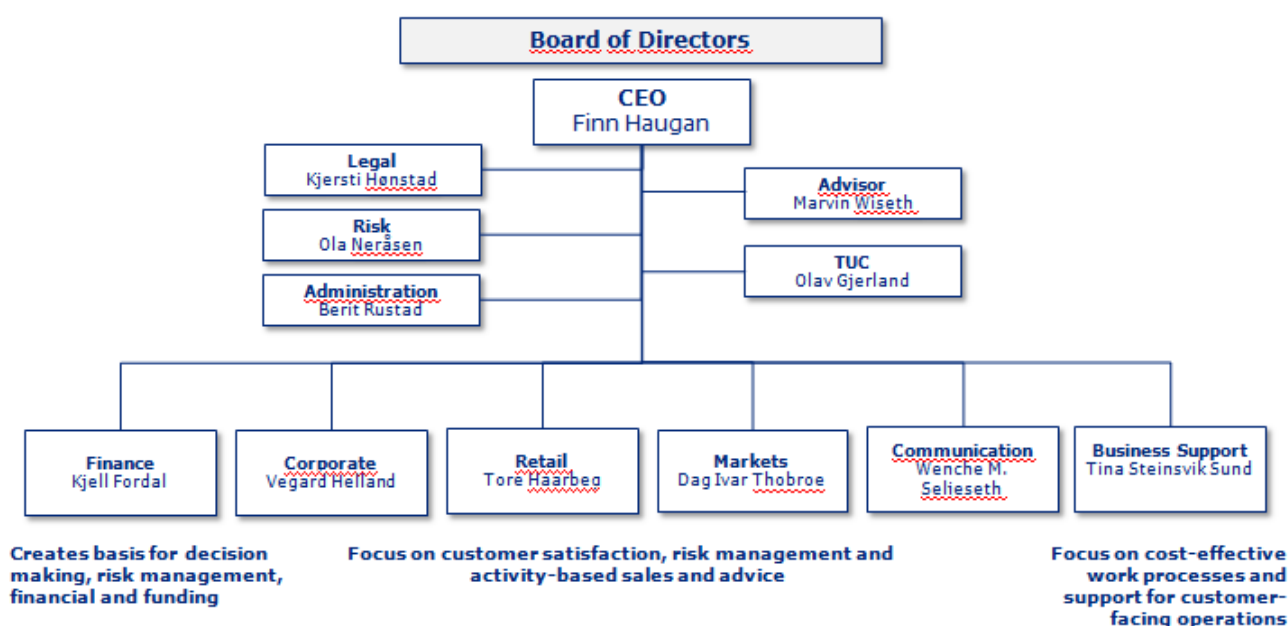 Board of Directors
CEO
Finn Haugan
Legal
Kjersti Hønstad
Advisor
Marvin Wiseth
Risk
Ola Neråsen
TUC
Olav Gjerland
Administration
Berit Rustad
Finance
Kjell Fordal
Corporate
Vegard Helland
Retail
Tore Haarbeg
Markets
Dag Ivar Thobroe
Communication
Wenche M.
Selieseth
Business Support
Tina Steinsvik Sund
Creates basis for decision
making, risk management,
financial and funding
Focus on customer satisfaction, risk management and
activity-based sales and advice
Focus on cost-effective
work processes and
support for customer-
facing operations